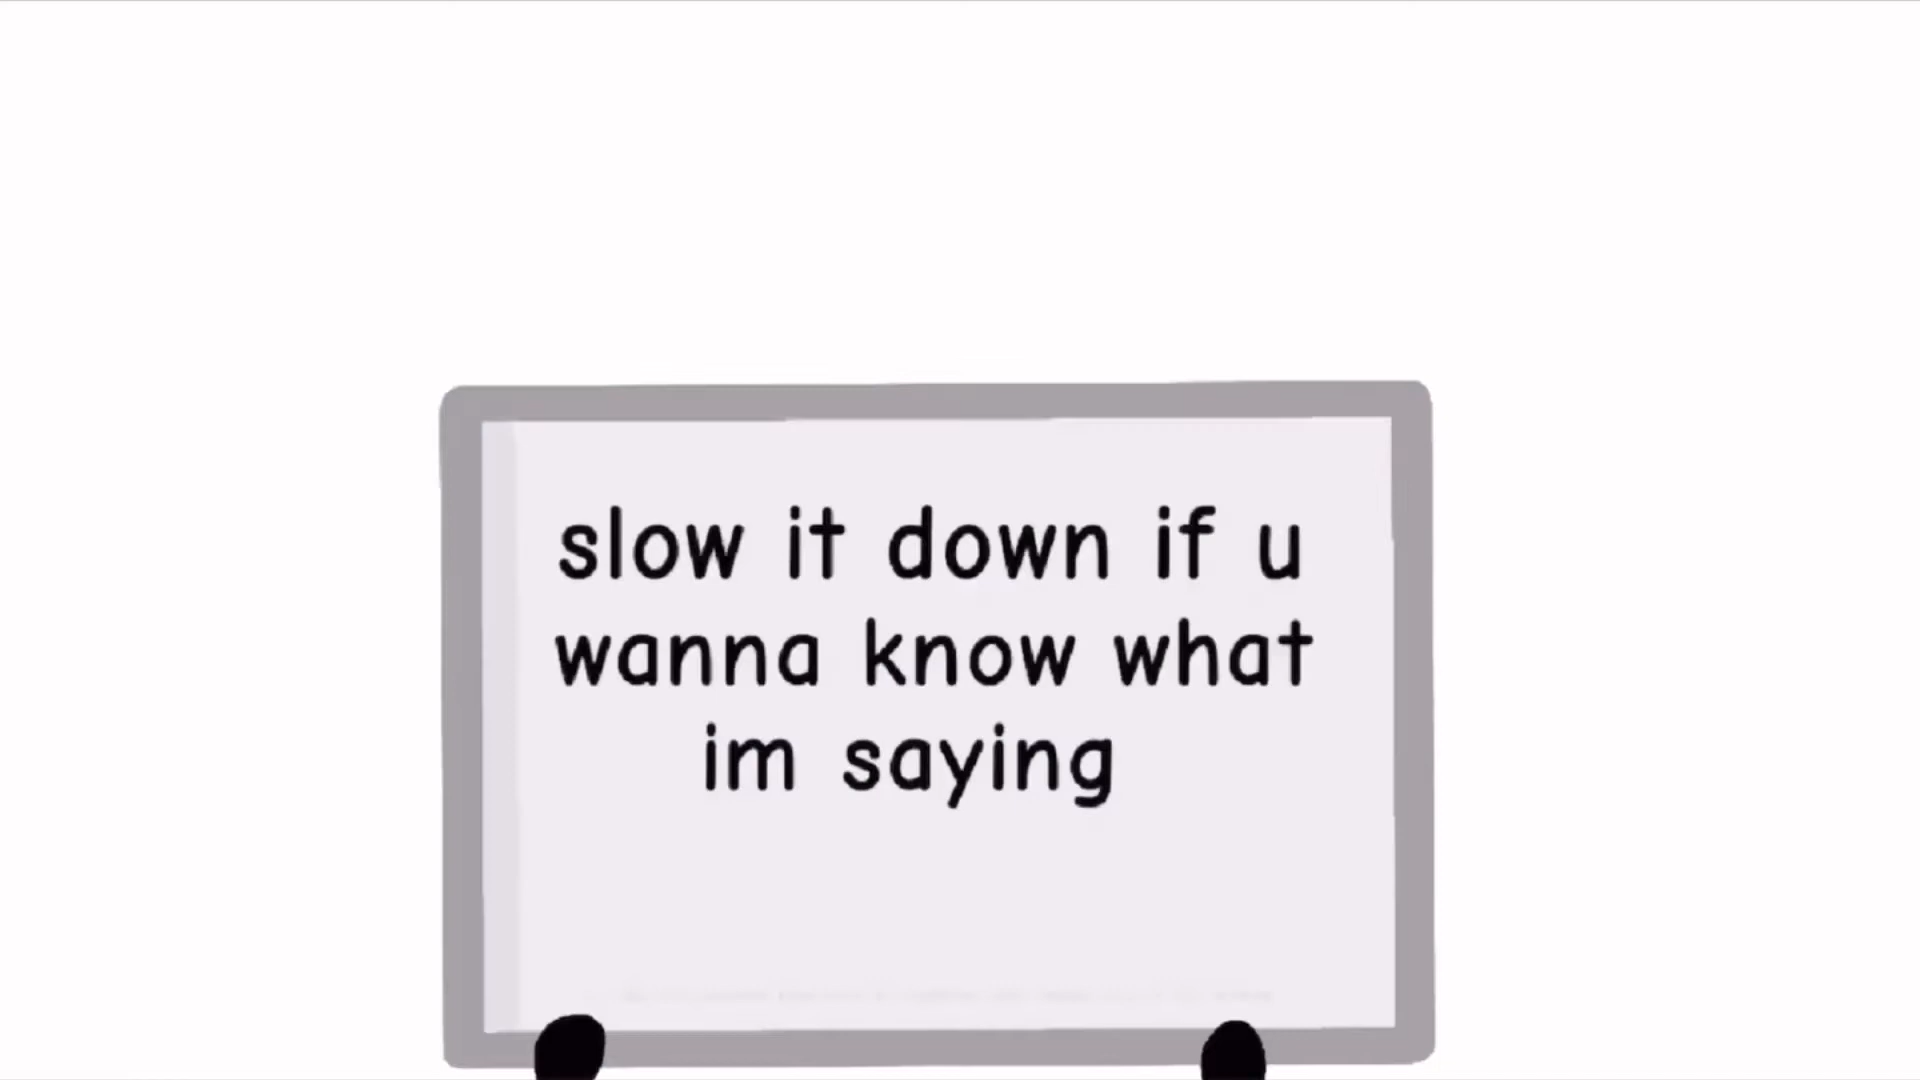 slow it down if u
wanna know what
im saying